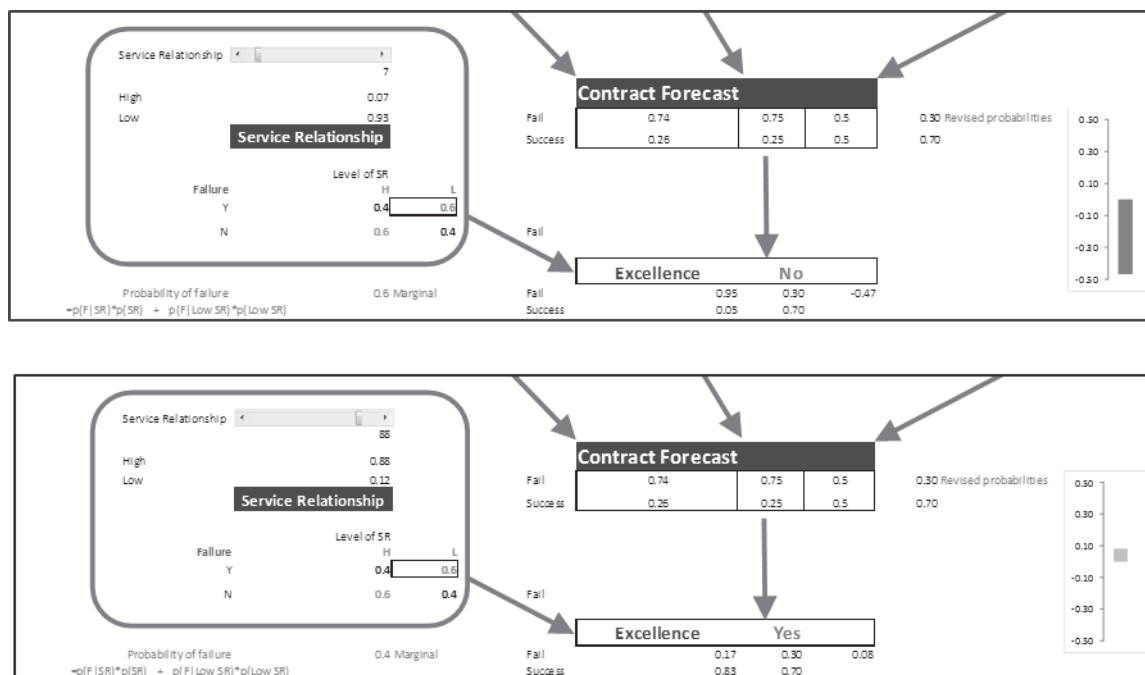 Service Relationship
7
High 0.07
Low 0.93
Service Relationship
Level of SR
Failure H L
Y 0.4 0.6
N 0.6 0.4
Probability of failure 0.6 Marginal
=p(F|SR)*p(SR) + p(F|Low SR)*p(Low SR)
Contract Forecast
Fail 0.74 0.75 0.5 0.30 Revised probabilities
Success 0.26 0.25 0.5 0.70
Fail
Excellence No
Fail 0.95 0.30 -0.47
Success 0.05 0.70
0.50
0.30
0.10
-0.10
-0.30
-0.50
Service Relationship
88
High 0.88
Low 0.12
Service Relationship
Level of SR
Failure H L
Y 0.4 0.6
N 0.6 0.4
Probability of failure 0.4 Marginal
=p(F|SR)*p(SR) + p(F|Low SR)*p(Low SR)
Contract Forecast
Fail 0.74 0.75 0.5 0.30 Revised probabilities
Success 0.26 0.25 0.5 0.70
Fail
Excellence Yes
Fail 0.17 0.30 0.08
Success 0.83 0.70
0.50
0.30
0.10
-0.10
-0.30
-0.50